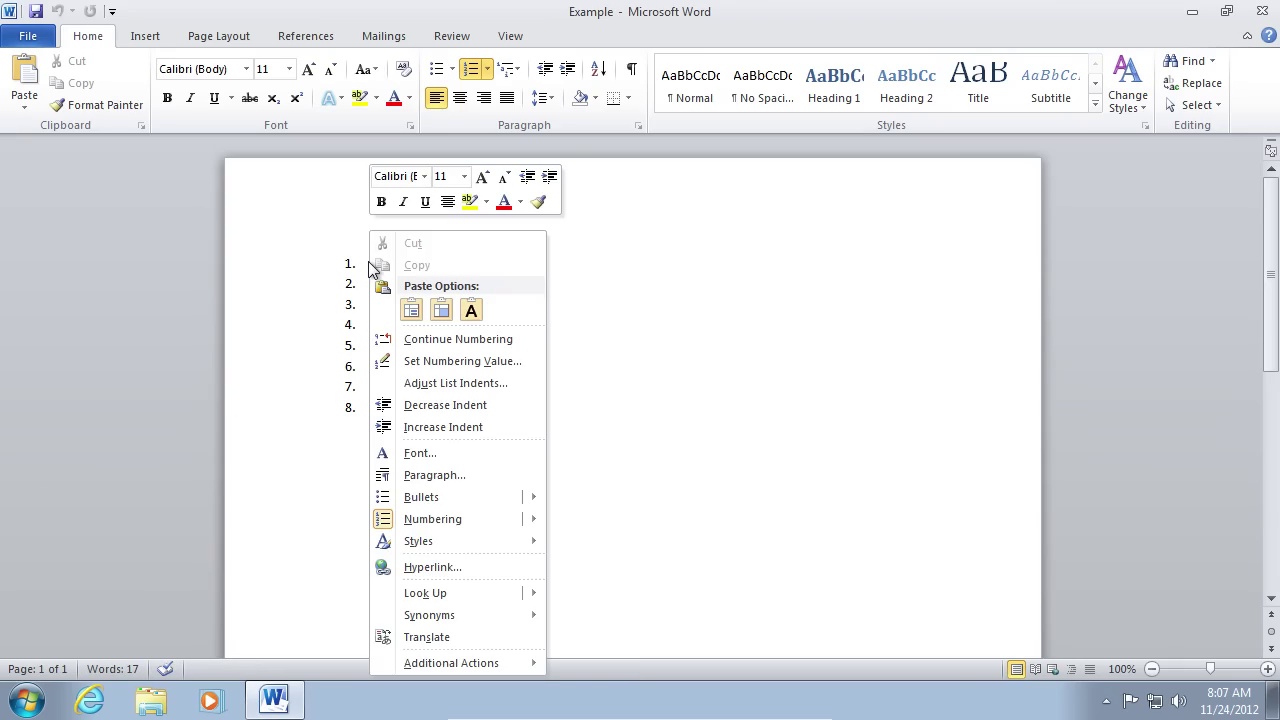 Example - Microsoft Word
File Home Insert Page Layout References Mailings Review View
Paste
Cut
Copy
Format Painter
Clipboard
Calibri (Body) 11
Font
Paragraph
AaBbCcDc ¶ Normal
AaBbCcDc ¶ No Spaci...
AaBbCc Heading 1
AaBbCc Heading 2
AaB Title
AaBbCc. Subtitle
Styles
Change Styles
Find
Replace
Select
Editing
Calibri (E 11
B I U
1.
2.
3.
4.
5.
6.
7.
8.
Cut
Copy
Paste Options:
Continue Numbering
Set Numbering Value...
Adjust List Indents...
Decrease Indent
Increase Indent
Font...
Paragraph...
Bullets
Numbering
Styles
Hyperlink...
Look Up
Synonyms
Translate
Additional Actions
Page: 1 of 1 Words: 17 100%
8:07 AM
11/24/2012